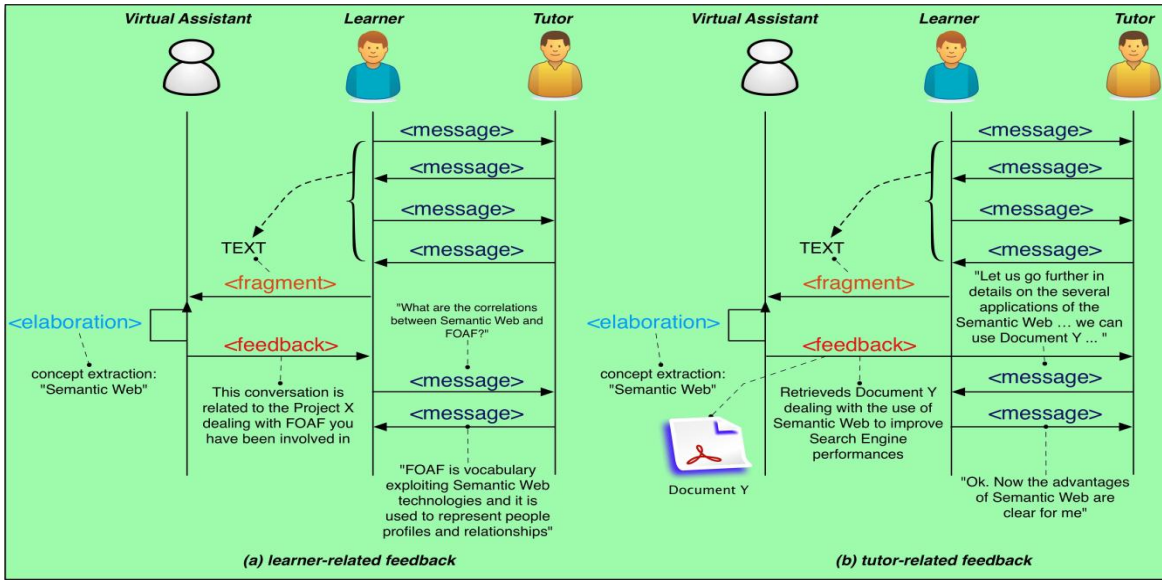 Virtual Assistant
Learner
Tutor
<message>
<message>
<message>
<message>
TEXT
<fragment>
<elaboration>
concept extraction:
"Semantic Web"
<feedback>
This conversation is
related to the Project X
dealing with FOAF you
have been involved in
"What are the correlations
between Semantic Web and
FOAF?"
<message>
<message>
"FOAF is vocabulary
exploiting Semantic Web
technologies and it is
used to represent people
profiles and relationships"
(a) learner-related feedback
Virtual Assistant
Learner
Tutor
<message>
<message>
<message>
<message>
TEXT
<fragment>
<elaboration>
concept extraction:
"Semantic Web"
"Let us go further in
details on the several
applications of the
Semantic Web ... we can
use Document Y ... "
<feedback>
Retrieveds Document Y
dealing with the use of
Semantic Web to improve
Search Engine
performances
Document Y
<message>
<message>
"Ok. Now the advantages
of Semantic Web are
clear for me"
(b) tutor-related feedback